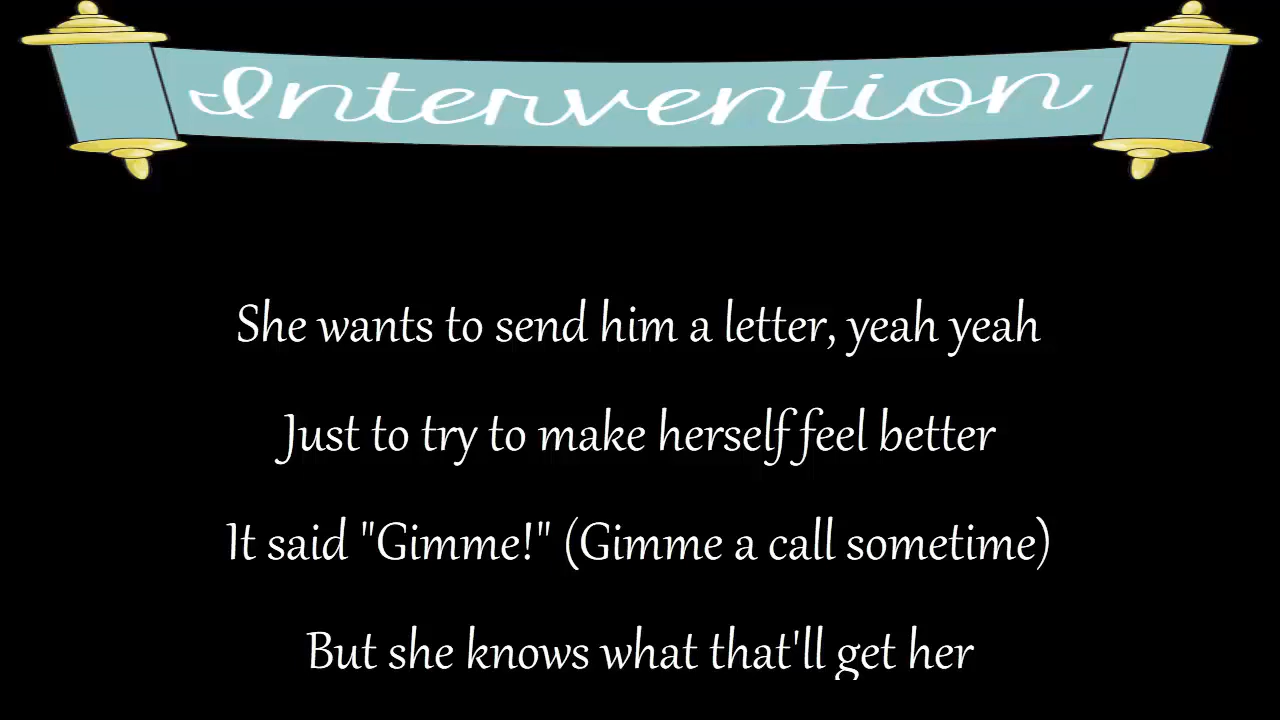 Intervention
She wants to send him a letter, yeah yeah
Just to try to make herself feel better
It said "Gimme!" (Gimme a call sometime)
But she knows what that'll get her